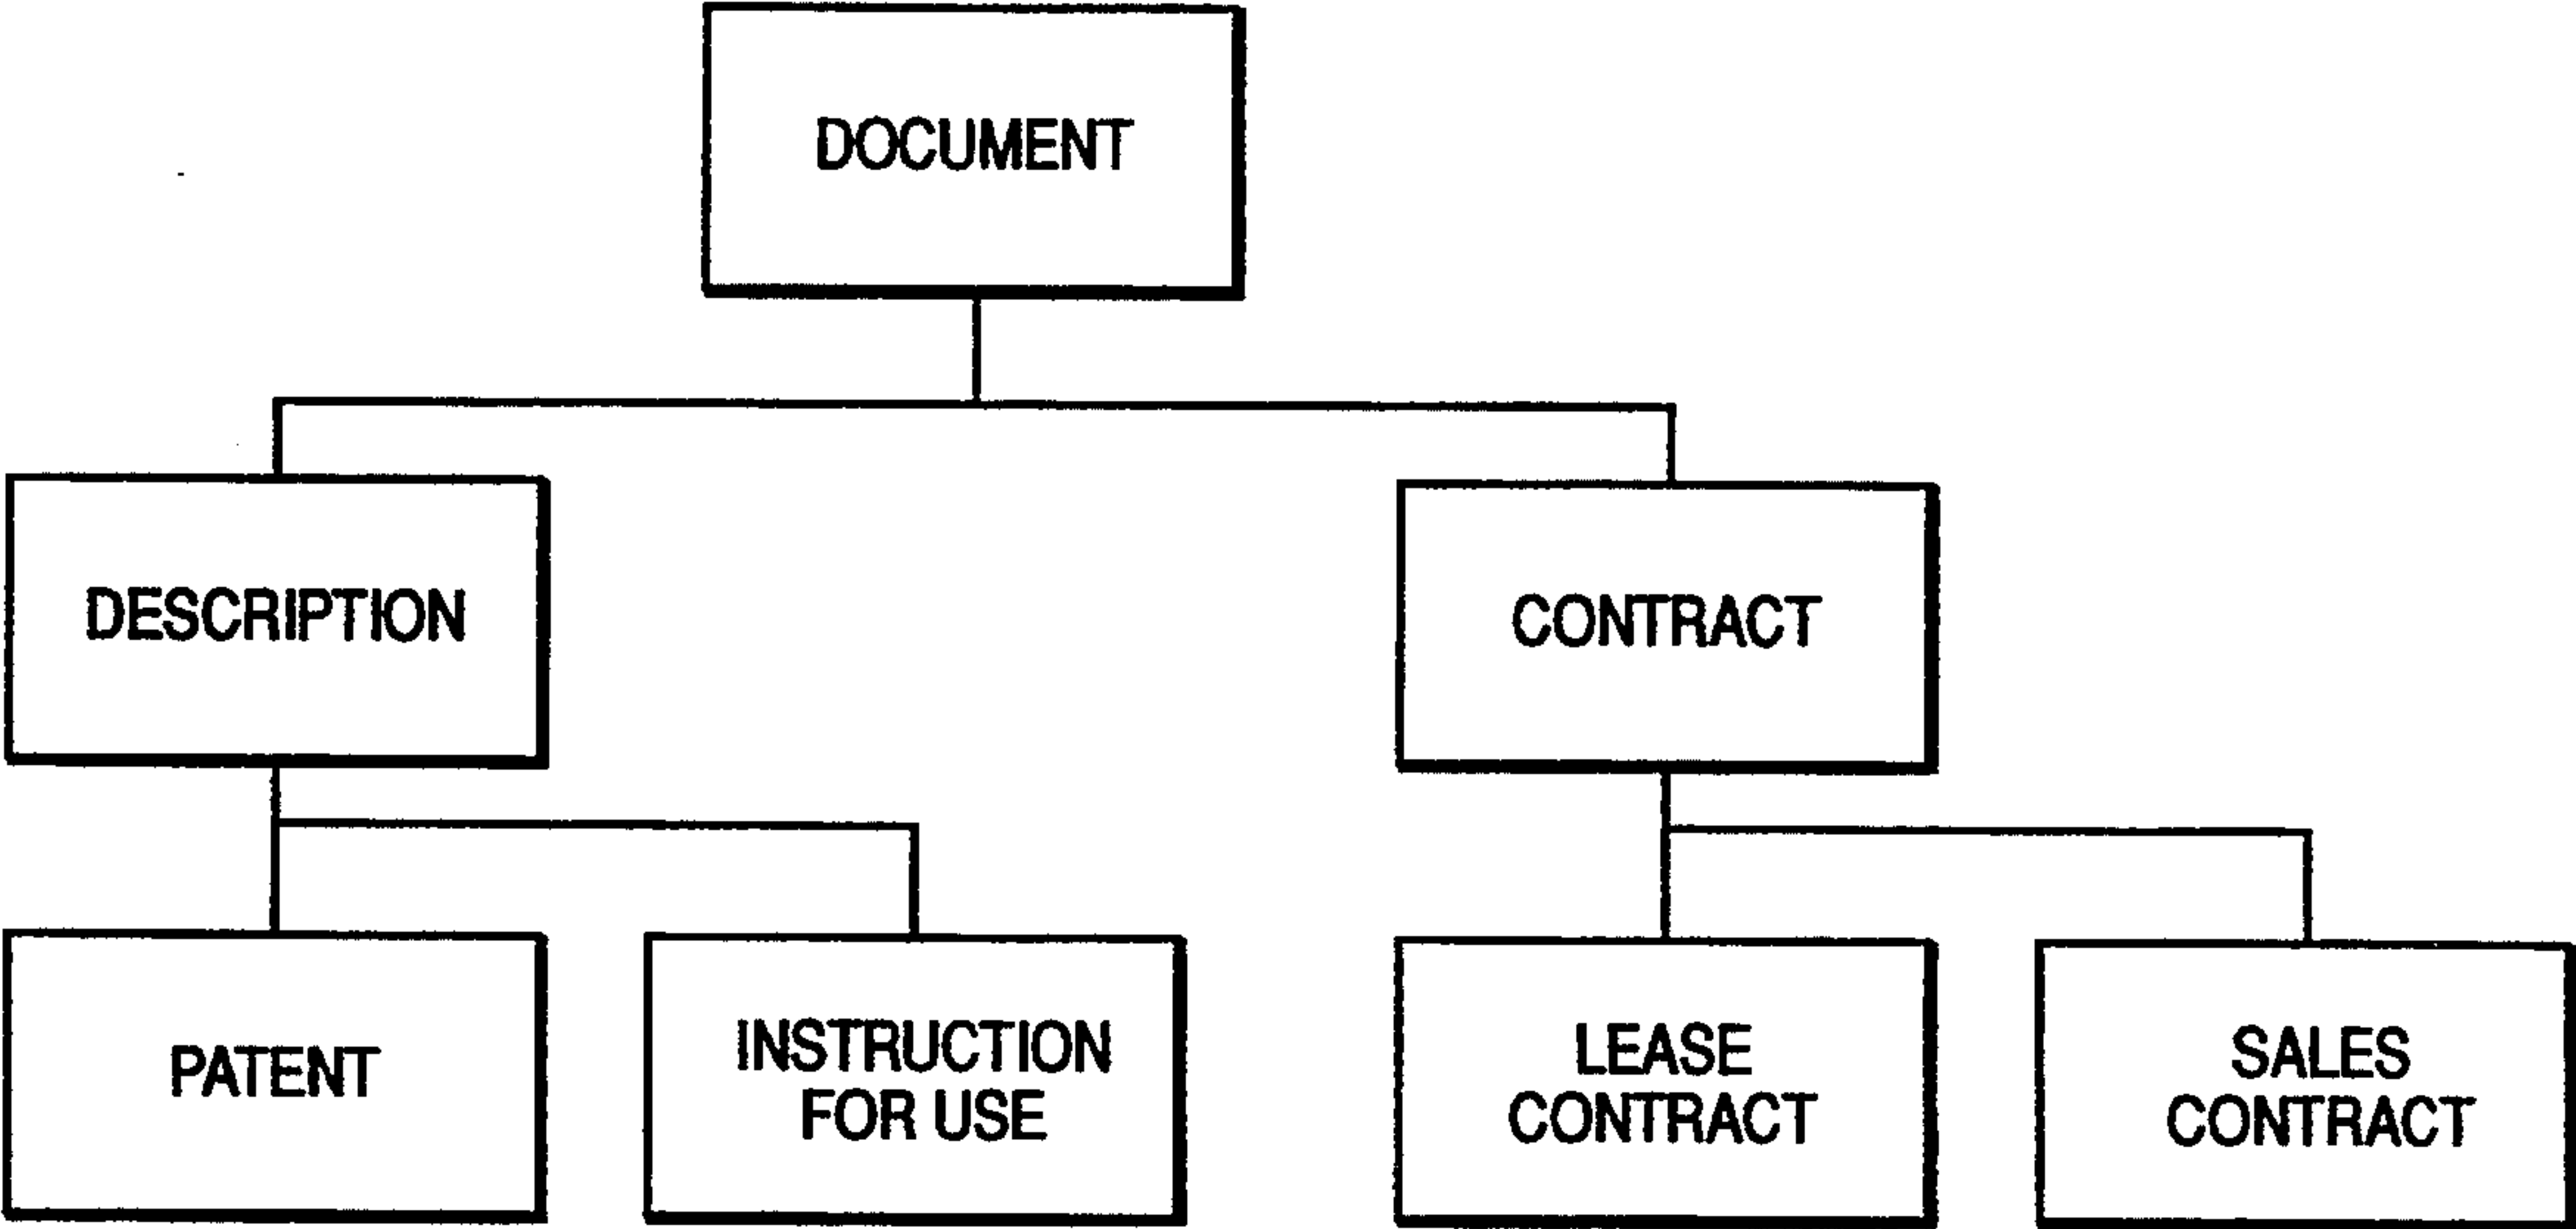 DOCUMENT
DESCRIPTION
CONTRACT
PATENT
INSTRUCTION
FOR USE
LEASE
CONTRACT
SALES
CONTRACT